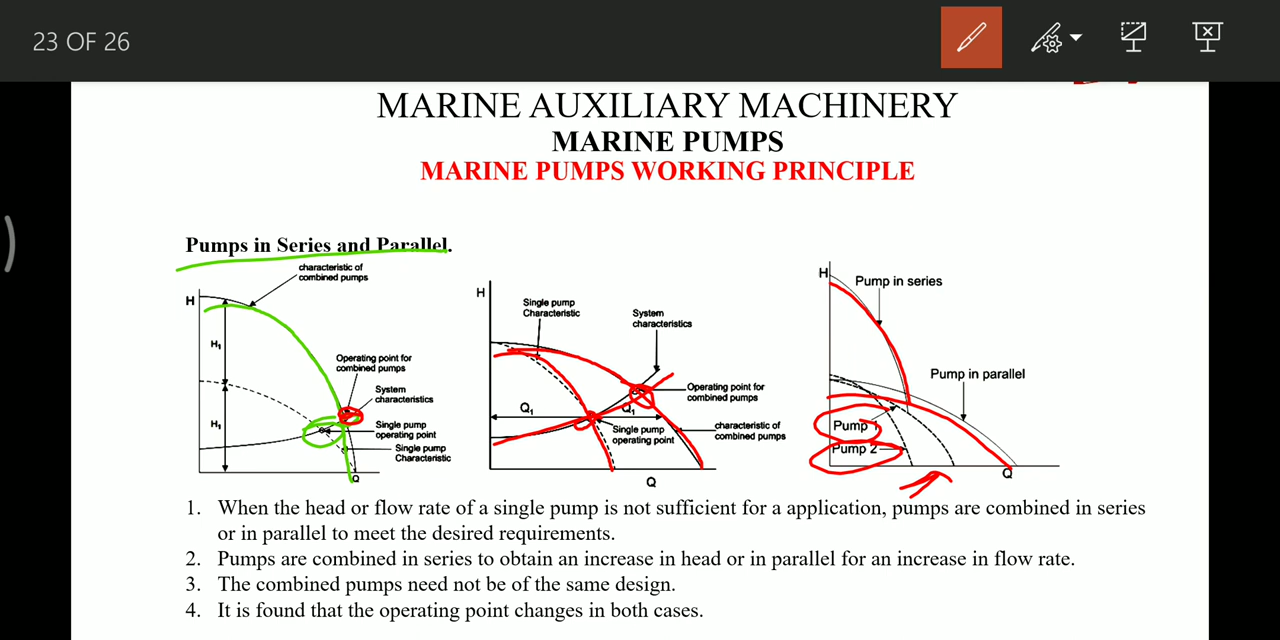 23 OF 26
MARINE AUXILIARY MACHINERY
MARINE PUMPS
MARINE PUMPS WORKING PRINCIPLE
Pumps in Series and Parallel.
characteristic of
combined pumps
H
H₁
Operating point for
combined pumps
System
characteristics
H₁
Single pump
operating point
Single pump
Characteristic
Q
H
Single pump
Characteristic
System
characteristics
Operating point for
combined pumps
Q₁
Q₁
Single pump
operating point
characteristic of
combined pumps
Q
H
Pump in series
Pump in parallel
Pump 1
Pump 2
Q
1. When the head or flow rate of a single pump is not sufficient for a application, pumps are combined in series
or in parallel to meet the desired requirements.
2. Pumps are combined in series to obtain an increase in head or in parallel for an increase in flow rate.
3. The combined pumps need not be of the same design.
4. It is found that the operating point changes in both cases.